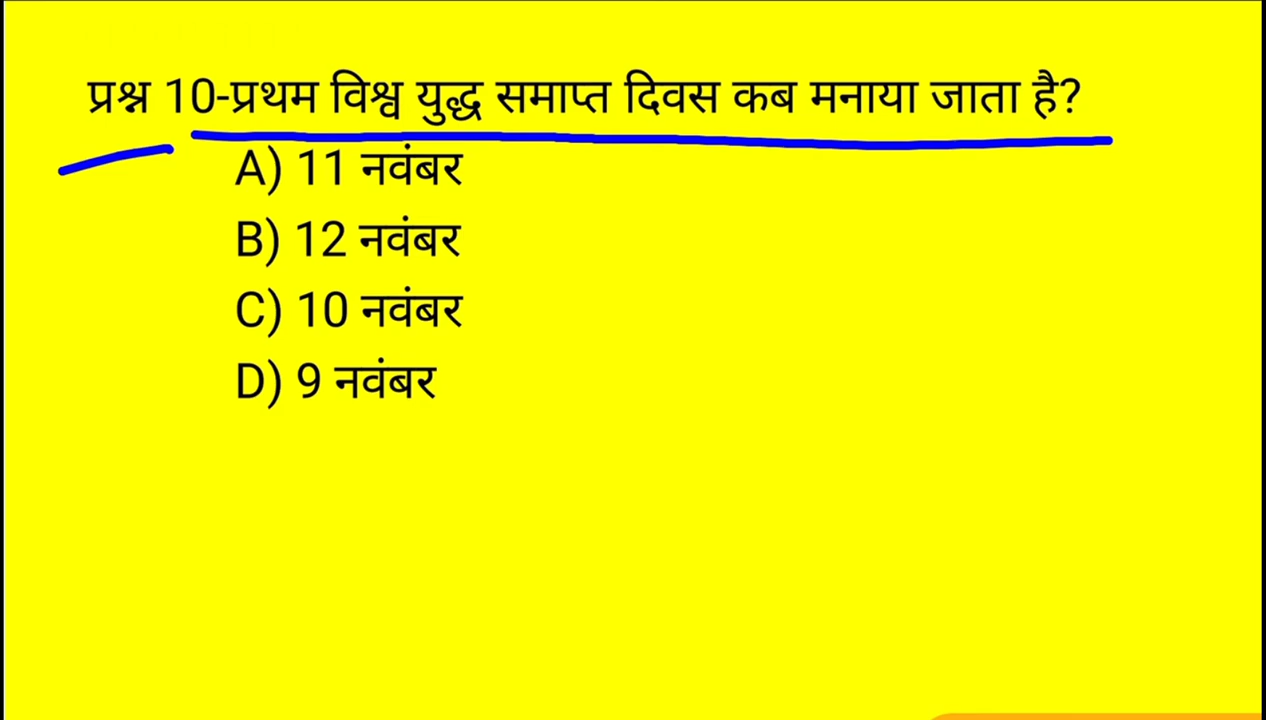 प्रश्न 10-प्रथम विश्व युद्ध समाप्त दिवस कब मनाया जाता है?
A) 11 नवंबर
B) 12 नवंबर
C) 10 नवंबर
D) 9 नवंबर